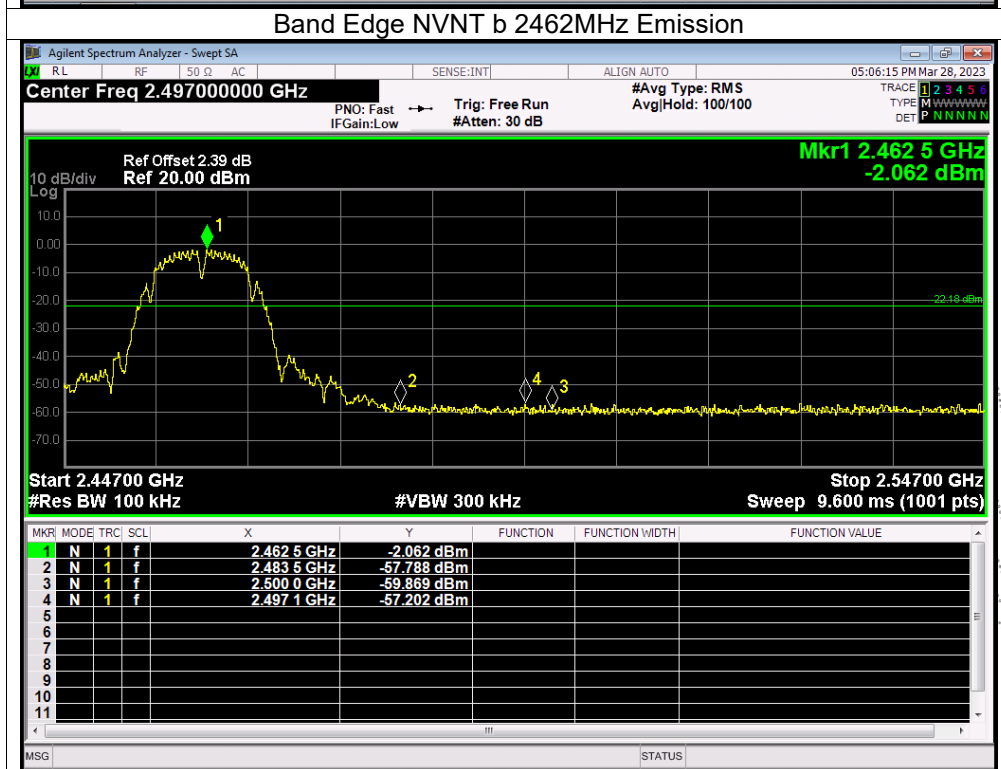 Band Edge NVNT b 2462MHz Emission
Agilent Spectrum Analyzer - Swept SA
LXI RL RF 50 Ω AC SENSE:INT ALIGN AUTO 05:06:15 PM Mar 28, 2023
Center Freq 2.497000000 GHz #Avg Type: RMS TRACE 1 2 3 4 5 6
PNO: Fast Trig: Free Run Avg|Hold: 100/100 TYPE M WWWWW
IFGain:Low #Atten: 30 dB DET P N N N N N
Mkr1 2.462 5 GHz
Ref Offset 2.39 dB
10 dB/div Ref 20.00 dBm -2.062 dBm
Log
10.0
1
0.00
-10.0
-20.0
-22.18 dBm
-30.0
-40.0
-50.0
2 4 3
-60.0
-70.0
Start 2.44700 GHz Stop 2.54700 GHz
#Res BW 100 kHz #VBW 300 kHz Sweep 9.600 ms (1001 pts)
MKR MODE TRC SCL X Y FUNCTION FUNCTION WIDTH FUNCTION VALUE
1 N 1 f 2.462 5 GHz -2.062 dBm
2 N 1 f 2.483 5 GHz -57.788 dBm
3 N 1 f 2.500 0 GHz -59.869 dBm
4 N 1 f 2.497 1 GHz -57.202 dBm
5
6
7
8
9
10
11
MSG STATUS